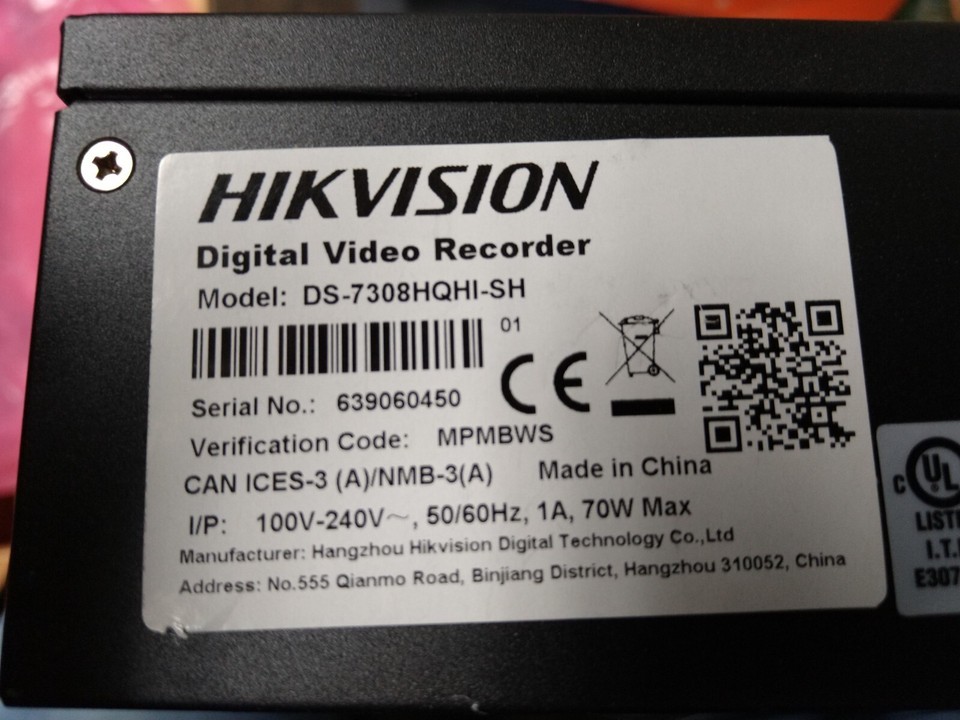 HIKVISION
Digital Video Recorder
Model: DS-7308HQHI-SH
01
Serial No.: 639060450
Verification Code: MPMBWS
CAN ICES-3 (A)/NMB-3(A) Made in China
I/P: 100V-240V~, 50/60Hz, 1A, 70W Max
Manufacturer: Hangzhou Hikvision Digital Technology Co.,Ltd
Address: No.555 Qianmo Road, Binjiang District, Hangzhou 310052, China
CE
C UL
LISTE
I.T.
E307